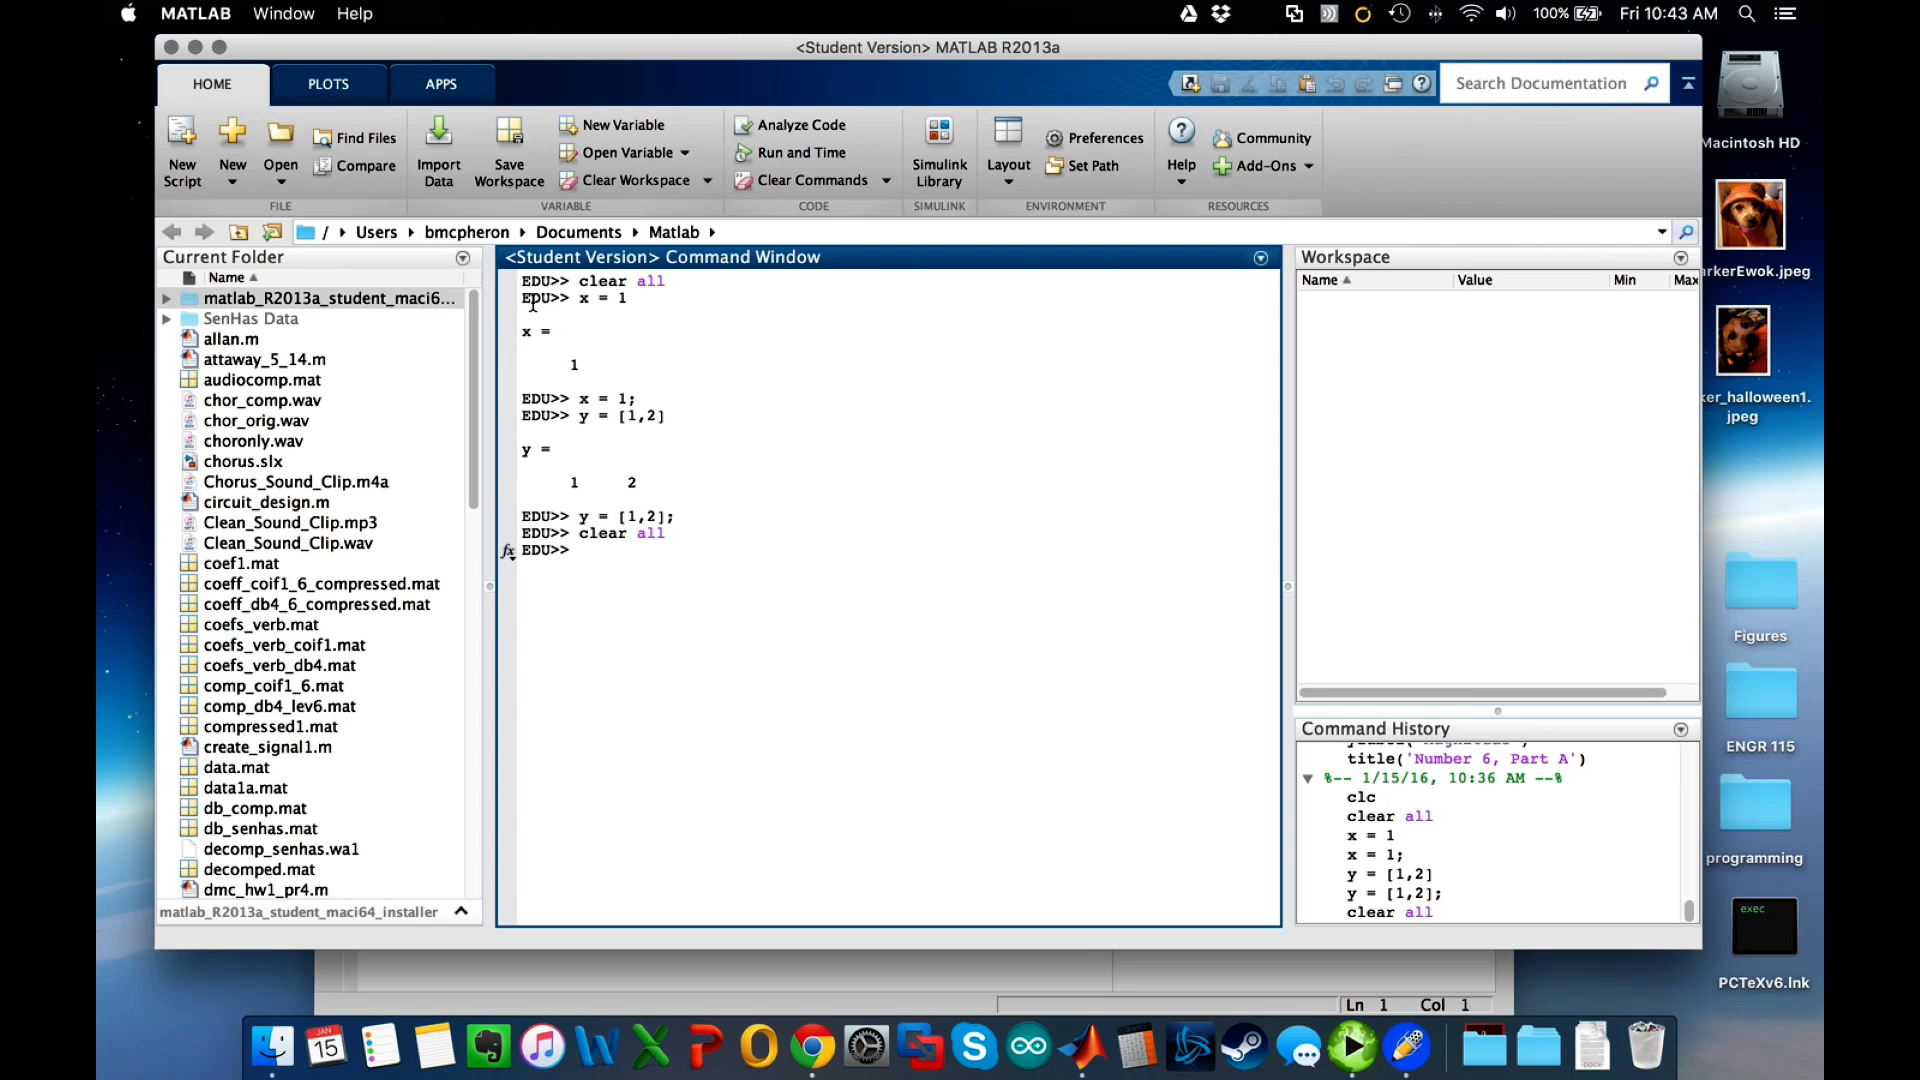 MATLAB Window Help
100% Fri 10:43 AM
<Student Version> MATLAB R2013a
HOME PLOTS APPS
Search Documentation
New Script
New
Open
Find Files
Compare
FILE
Import Data
Save Workspace
New Variable
Open Variable
Clear Workspace
VARIABLE
Analyze Code
Run and Time
Clear Commands
CODE
Simulink Library
SIMULINK
Layout
Preferences
Set Path
ENVIRONMENT
Help
Community
Add-Ons
RESOURCES
/ Users bmcpheron Documents Matlab
Current Folder
Name
matlab_R2013a_student_maci6...
SenHas Data
allan.m
attaway_5_14.m
audiocomp.mat
chor_comp.wav
chor_orig.wav
choronly.wav
chorus.slx
Chorus_Sound_Clip.m4a
circuit_design.m
Clean_Sound_Clip.mp3
Clean_Sound_Clip.wav
coef1.mat
coeff_coif1_6_compressed.mat
coeff_db4_6_compressed.mat
coefs_verb.mat
coefs_verb_coif1.mat
coefs_verb_db4.mat
comp_coif1_6.mat
comp_db4_lev6.mat
compressed1.mat
create_signal1.m
data.mat
data1a.mat
db_comp.mat
db_senhas.mat
decomp_senhas.wa1
decomped.mat
dmc_hw1_pr4.m
matlab_R2013a_student_maci64_installer
<Student Version> Command Window
EDU>> clear all
EDU>> x = 1
x =
1
EDU>> x = 1;
EDU>> y = [1,2]
y =
1 2
EDU>> y = [1,2];
EDU>> clear all
fx EDU>>
Workspace
Name Value Min Max
Command History
title('Number 6, Part A')
%-- 1/15/16, 10:36 AM --%
clc
clear all
x = 1
x = 1;
y = [1,2]
y = [1,2];
clear all
Ln 1 Col 1
Macintosh HD
arkerEwok.jpeg
ker_halloween1.
jpeg
Figures
ENGR 115
programming
exec
PCTeXv6.lnk
JAN
15